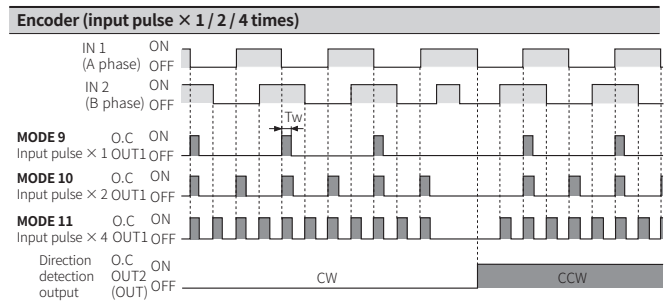 Encoder (input pulse × 1 / 2 / 4 times)
IN 1
(A phase)
ON
OFF
IN 2
(B phase)
ON
OFF
Tw
MODE 9
Input pulse × 1
O.C
OUT1
ON
OFF
MODE 10
Input pulse × 2
O.C
OUT1
ON
OFF
MODE 11
Input pulse × 4
O.C
OUT1
ON
OFF
Direction
detection
output
O.C
OUT2
(OUT)
ON
OFF
CW
CCW